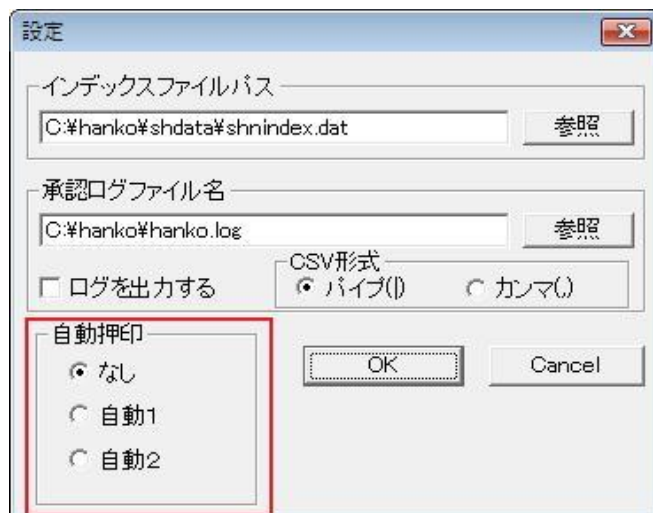 設定
インデックスファイルパス
C:¥hanko¥shdata¥shnindex.dat
参照
承認ログファイル名
C:¥hanko¥hanko.log
参照
ログを出力する
CSV形式
パイプ(|)
カンマ(,)
自動押印
なし
自動1
自動2
OK
Cancel